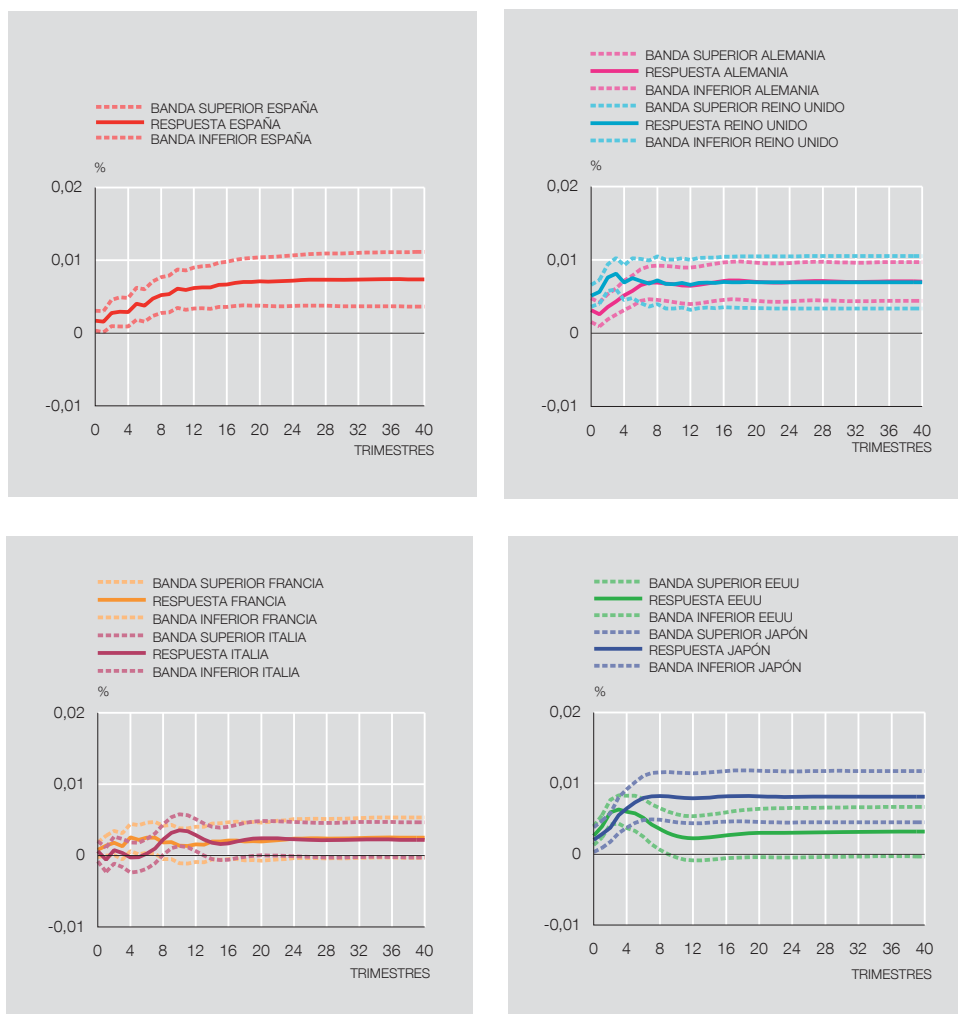 BANDA SUPERIOR ESPAÑA
RESPUESTA ESPAÑA
BANDA INFERIOR ESPAÑA
%
0,02
0,01
0
-0,01
0 4 8 12 16 20 24 28 32 36 40
TRIMESTRES
BANDA SUPERIOR ALEMANIA
RESPUESTA ALEMANIA
BANDA INFERIOR ALEMANIA
BANDA SUPERIOR REINO UNIDO
RESPUESTA REINO UNIDO
BANDA INFERIOR REINO UNIDO
%
0,02
0,01
0
-0,01
0 4 8 12 16 20 24 28 32 36 40
TRIMESTRES
BANDA SUPERIOR FRANCIA
RESPUESTA FRANCIA
BANDA INFERIOR FRANCIA
BANDA SUPERIOR ITALIA
RESPUESTA ITALIA
BANDA INFERIOR ITALIA
%
0,02
0,01
0
-0,01
0 4 8 12 16 20 24 28 32 36 40
TRIMESTRES
BANDA SUPERIOR EEUU
RESPUESTA EEUU
BANDA INFERIOR EEUU
BANDA SUPERIOR JAPÓN
RESPUESTA JAPÓN
BANDA INFERIOR JAPÓN
%
0,02
0,01
0
-0,01
0 4 8 12 16 20 24 28 32 36 40
TRIMESTRES